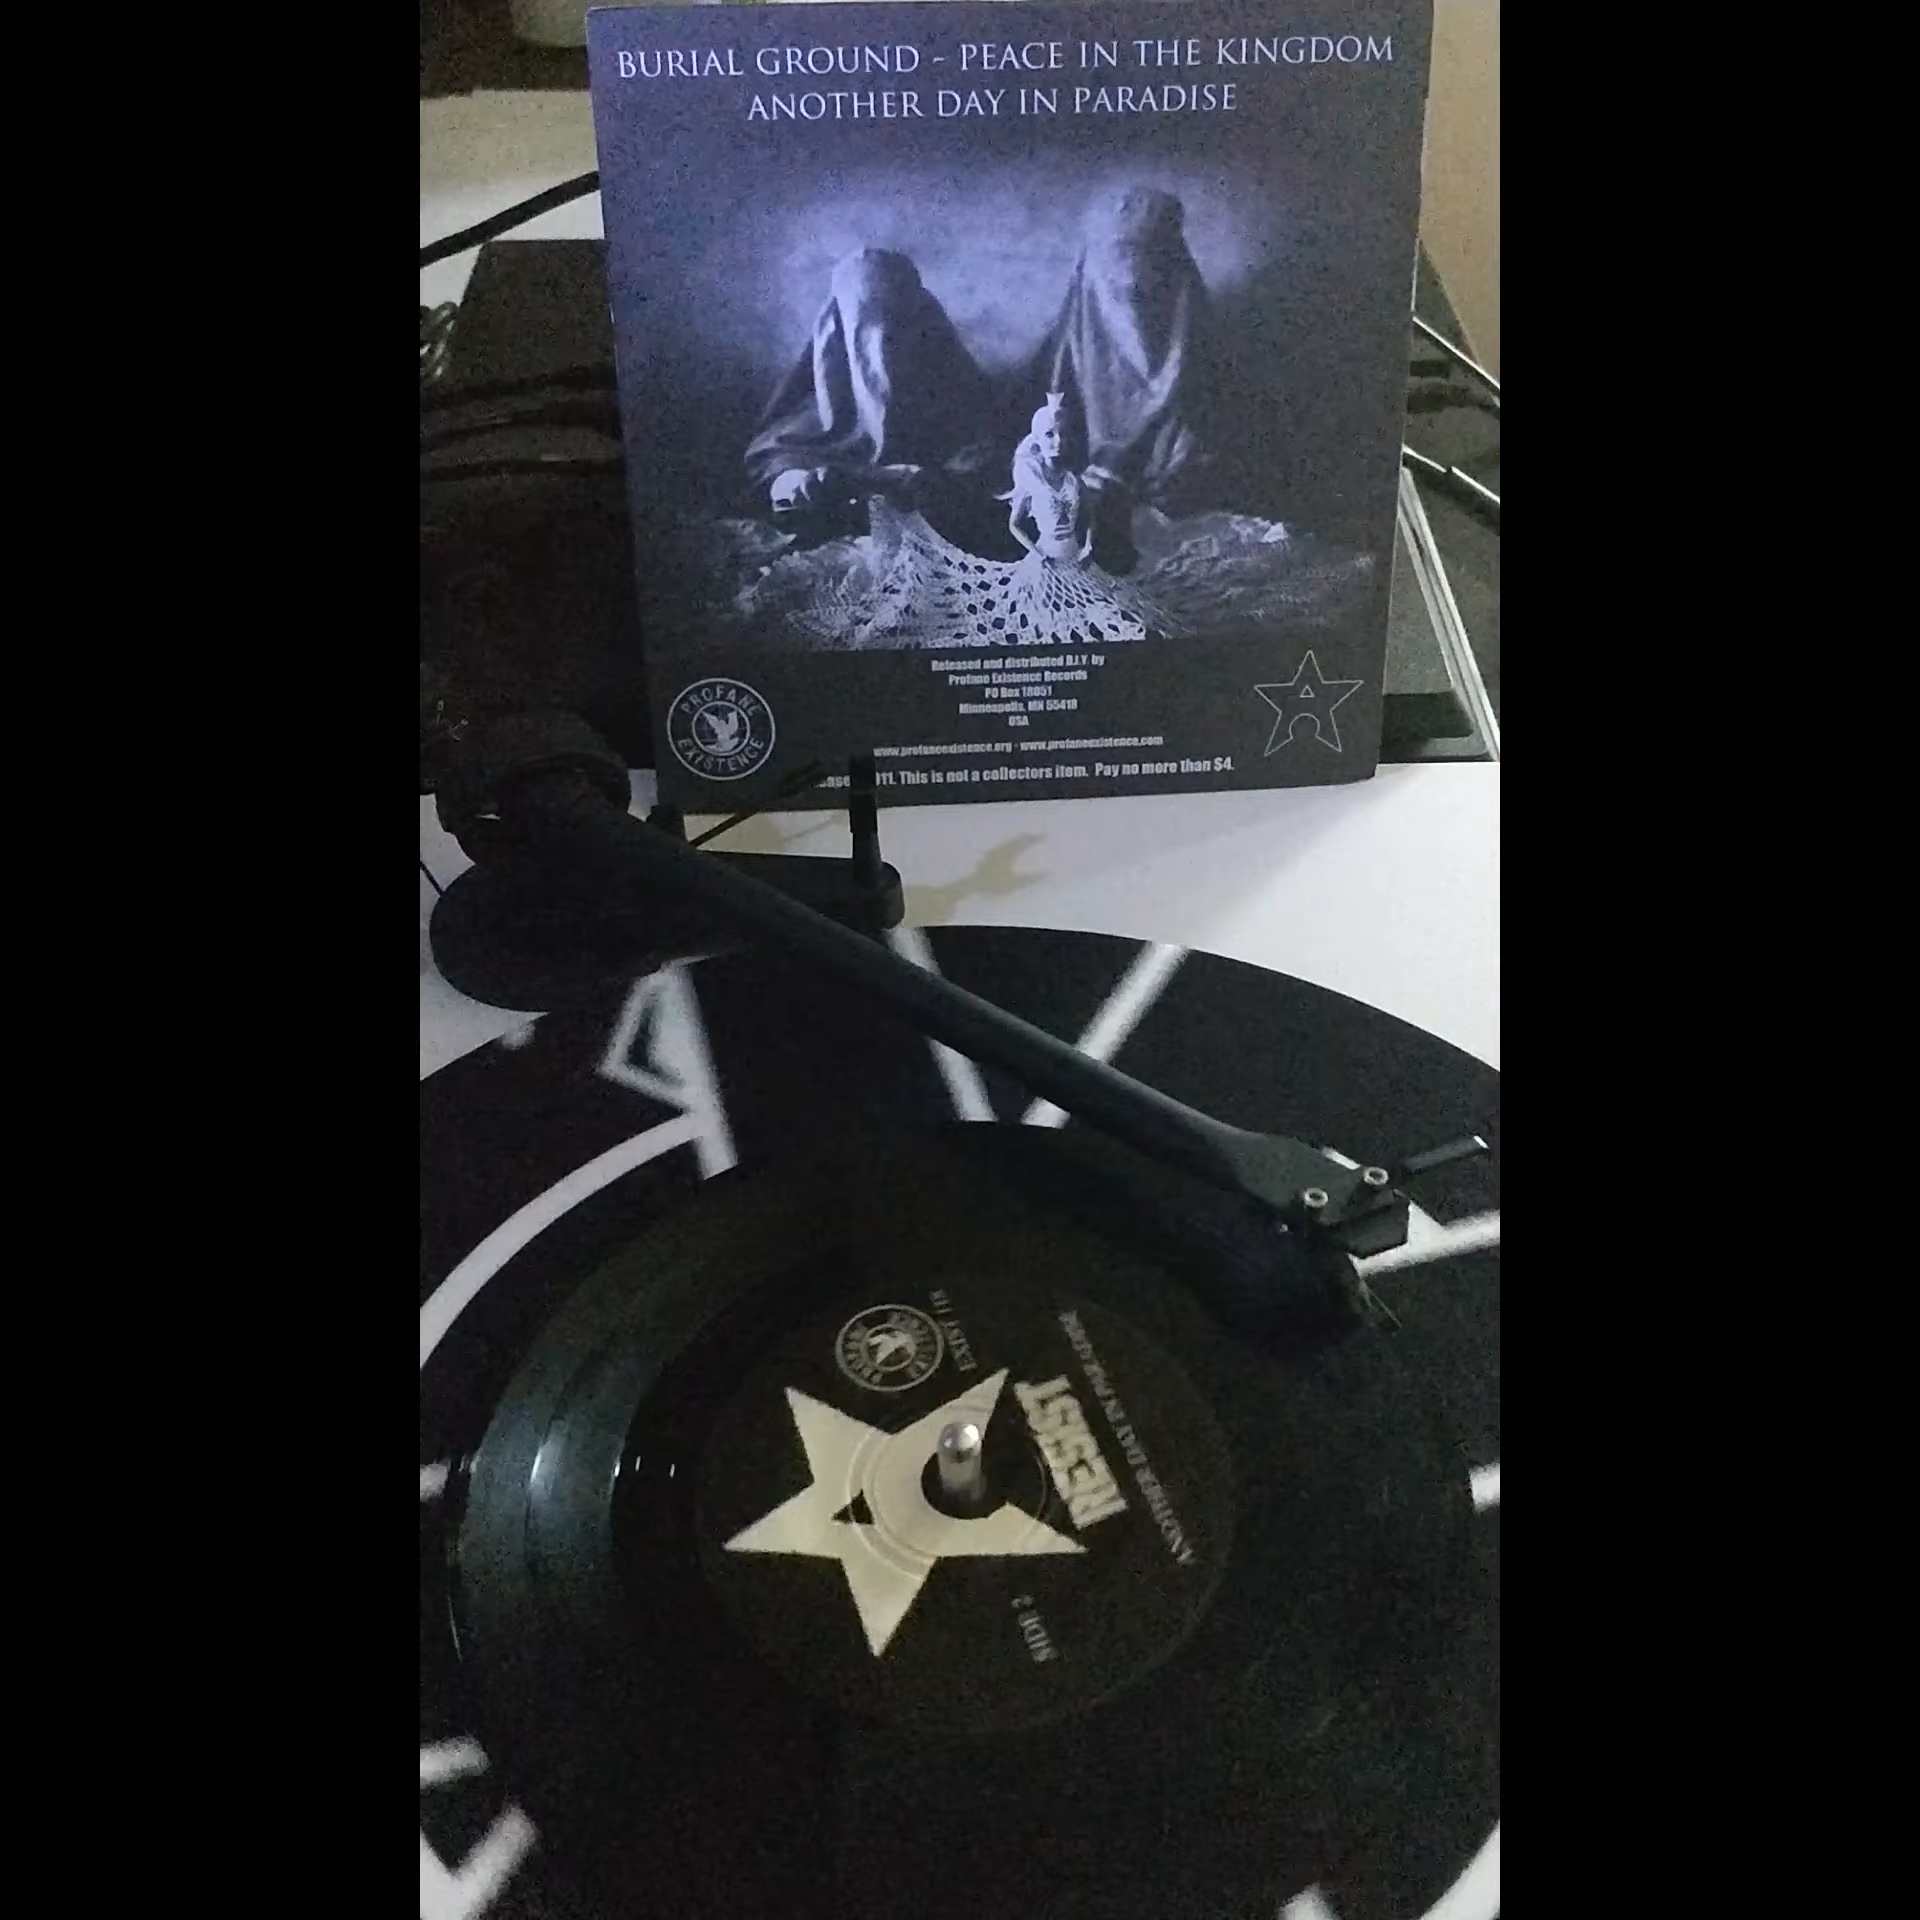 BURIAL GROUND - PEACE IN THE KINGDOM
ANOTHER DAY IN PARADISE
Released and distributed D.I.Y. by
Profane Existence Records
PO Box 18051
Minneapolis, MN 55418
USA
www.profaneexistence.org - www.profaneexistence.com
This is not a collectors item. Pay no more than $4.
PROFANE
EXISTENCE
EXIST 118
RESIST
ANOTHER DAY IN PARADISE
SIDE 2